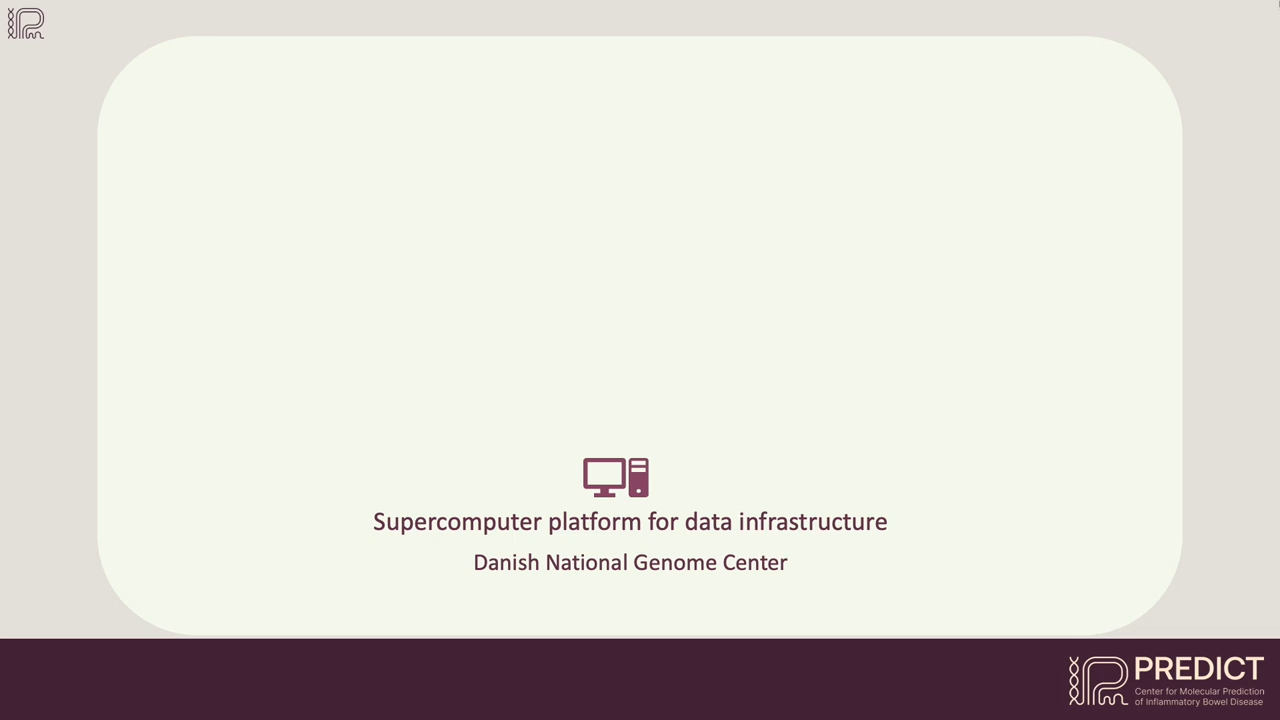 Supercomputer platform for data infrastructure
Danish National Genome Center
PREDICT
Center for Molecular Prediction
of Inflammatory Bowel Disease